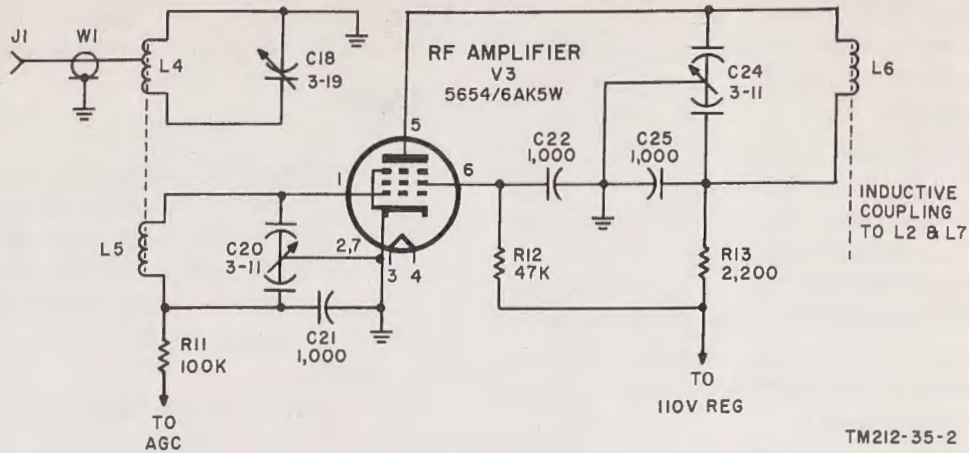 J1
W1
L4
C18
3-19
RF AMPLIFIER
V3
5654/6AK5W
C24
3-11
L6
5
1
6
C22
1,000
C25
1,000
L5
C20
3-11
2,7
3
4
R12
47K
R13
2,200
INDUCTIVE
COUPLING
TO L2 & L7
C21
1,000
R11
100K
TO
AGC
TO
110V REG
TM212-35-2